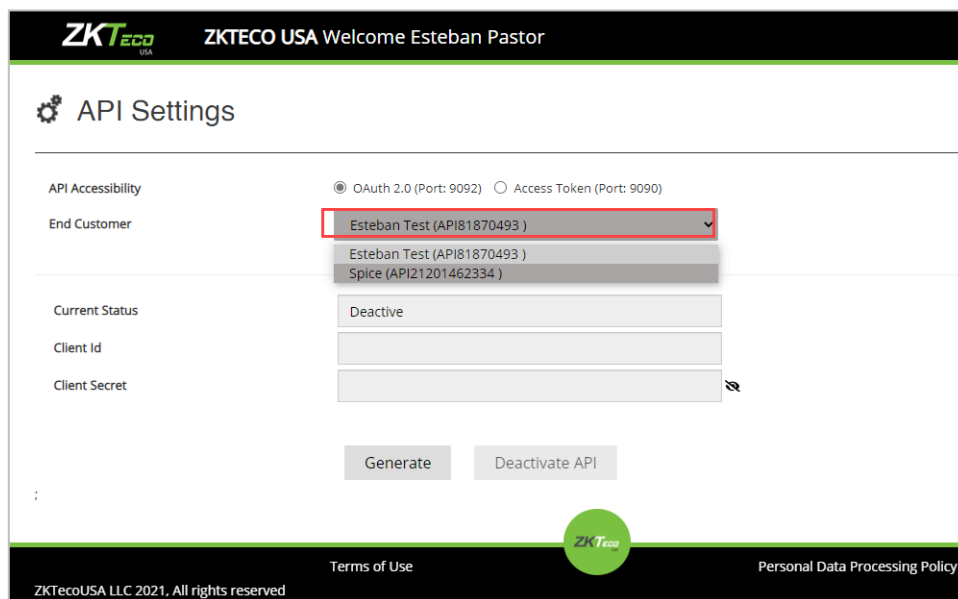 ZKTECO
USA
ZKTECO USA Welcome Esteban Pastor
API Settings
API Accessibility
OAuth 2.0 (Port: 9092) Access Token (Port: 9090)
End Customer
Esteban Test (API81870493 )
Esteban Test (API81870493 )
Spice (API21201462334 )
Current Status
Deactive
Client Id
Client Secret
Generate
Deactivate API
;
ZKTECO
Terms of Use
Personal Data Processing Policy
ZKTecoUSA LLC 2021, All rights reserved